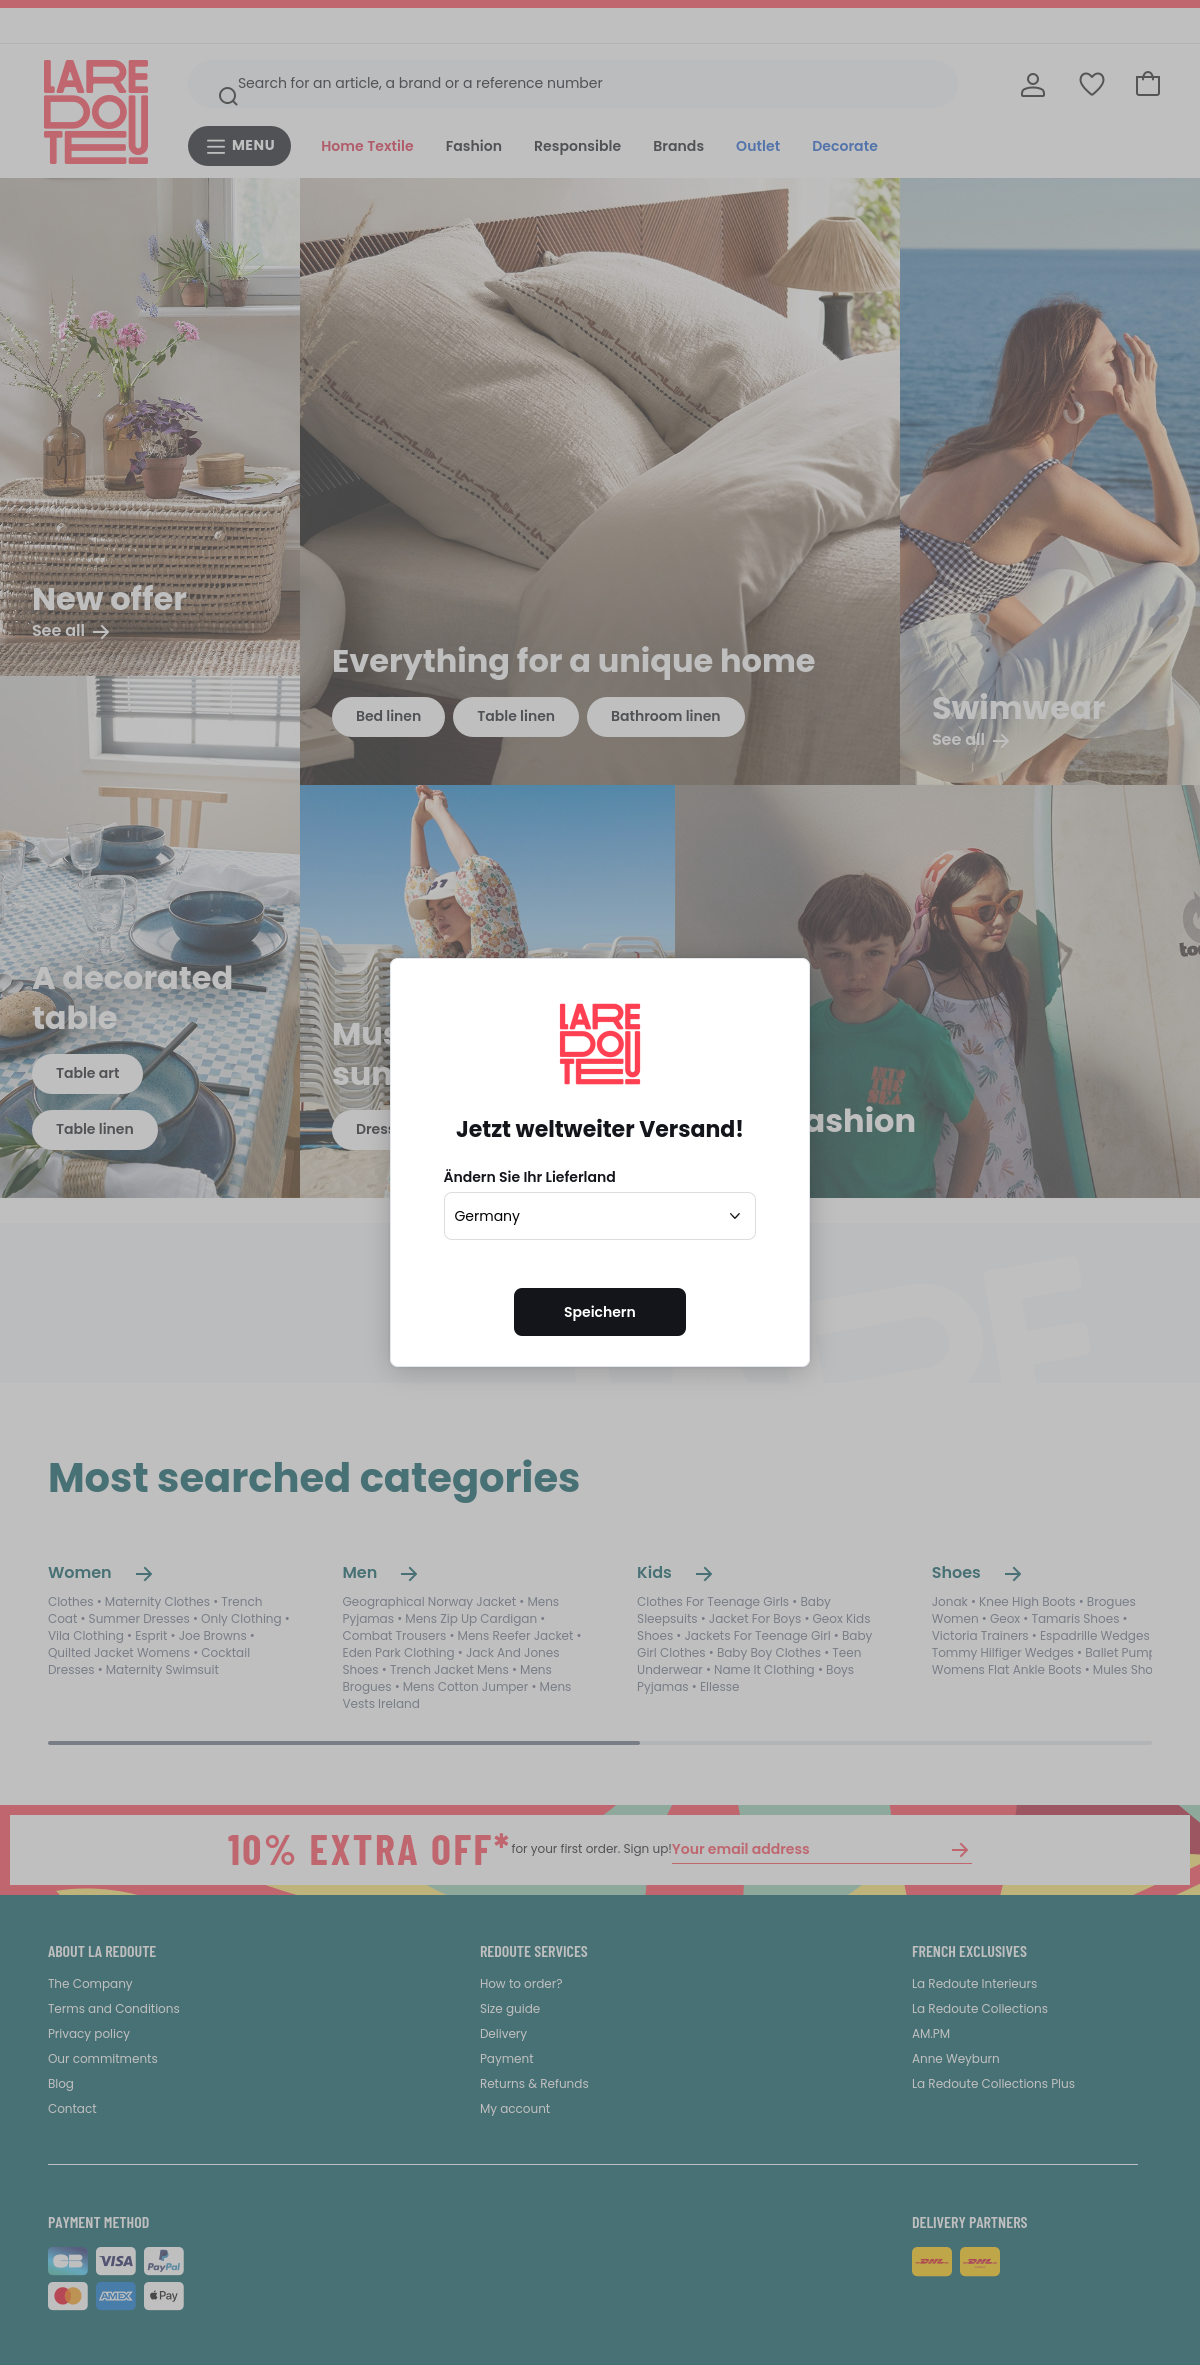 LA REDOUTE
Search for an article, a brand or a reference number
MENU
Home Textile
Fashion
Responsible
Brands
Outlet
Decorate
New offer
See all
Everything for a unique home
Bed linen
Table linen
Bathroom linen
Swimwear
See all
A decorated
table
Table art
Table linen
INTO
THE
SEA
LA REDOUTE
Jetzt weltweiter Versand!
Ändern Sie Ihr Lieferland
Germany
Speichern
Most searched categories
Women
Clothes • Maternity Clothes • Trench
Coat • Summer Dresses • Only Clothing •
Vila Clothing • Esprit • Joe Browns •
Quilted Jacket Womens • Cocktail
Dresses • Maternity Swimsuit
Men
Geographical Norway Jacket • Mens
Pyjamas • Mens Zip Up Cardigan •
Combat Trousers • Mens Reefer Jacket •
Eden Park Clothing • Jack And Jones
Shoes • Trench Jacket Mens • Mens
Brogues • Mens Cotton Jumper • Mens
Vests Ireland
Kids
Clothes For Teenage Girls • Baby
Sleepsuits • Jacket For Boys • Geox Kids
Shoes • Jackets For Teenage Girl • Baby
Girl Clothes • Baby Boy Clothes • Teen
Underwear • Name It Clothing • Boys
Pyjamas • Ellesse
Shoes
Jonak • Knee High Boots • Brogues
Women • Geox • Tamaris Shoes •
Victoria Trainers • Espadrille Wedges
Tommy Hilfiger Wedges • Ballet Pump
Womens Flat Ankle Boots • Mules Sho
10% EXTRA OFF* for your first order. Sign up! Your email address
ABOUT LA REDOUTE
The Company
Terms and Conditions
Privacy policy
Our commitments
Blog
Contact
REDOUTE SERVICES
How to order?
Size guide
Delivery
Payment
Returns & Refunds
My account
FRENCH EXCLUSIVES
La Redoute Interieurs
La Redoute Collections
AM.PM
Anne Weyburn
La Redoute Collections Plus
PAYMENT METHOD
CB
VISA
PayPal
AMEX
Pay
DELIVERY PARTNERS
DHL
DHL